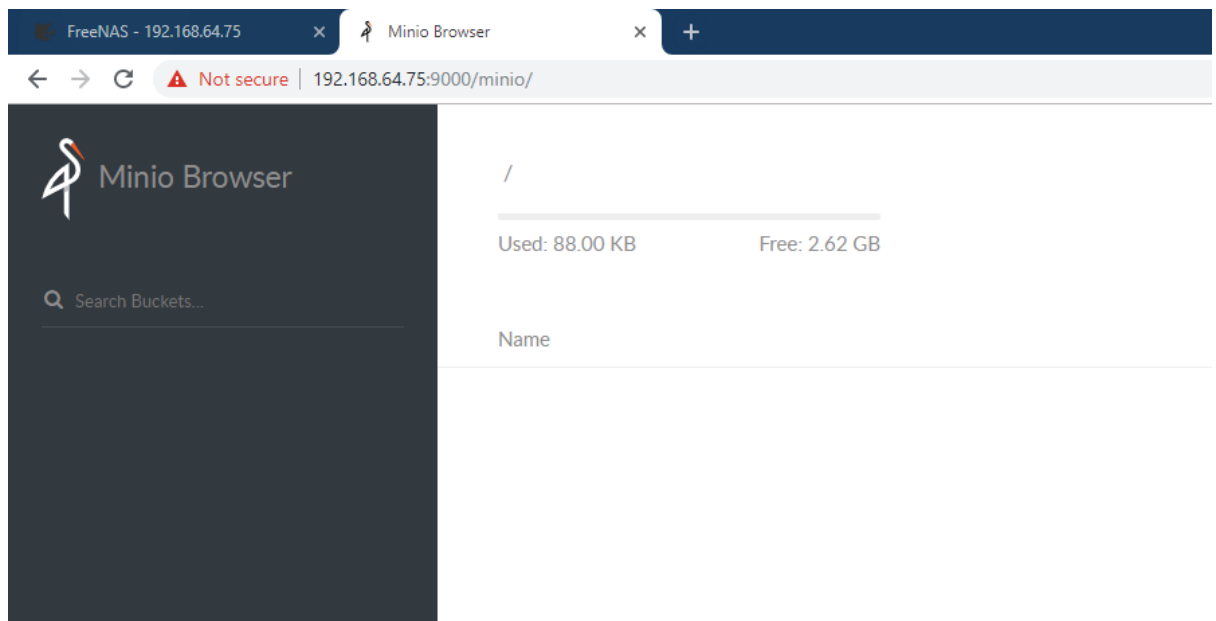 FreeNAS - 192.168.64.75
Minio Browser
Not secure 192.168.64.75:9000/minio/
Minio Browser
/
Used: 88.00 KB Free: 2.62 GB
Search Buckets...
Name